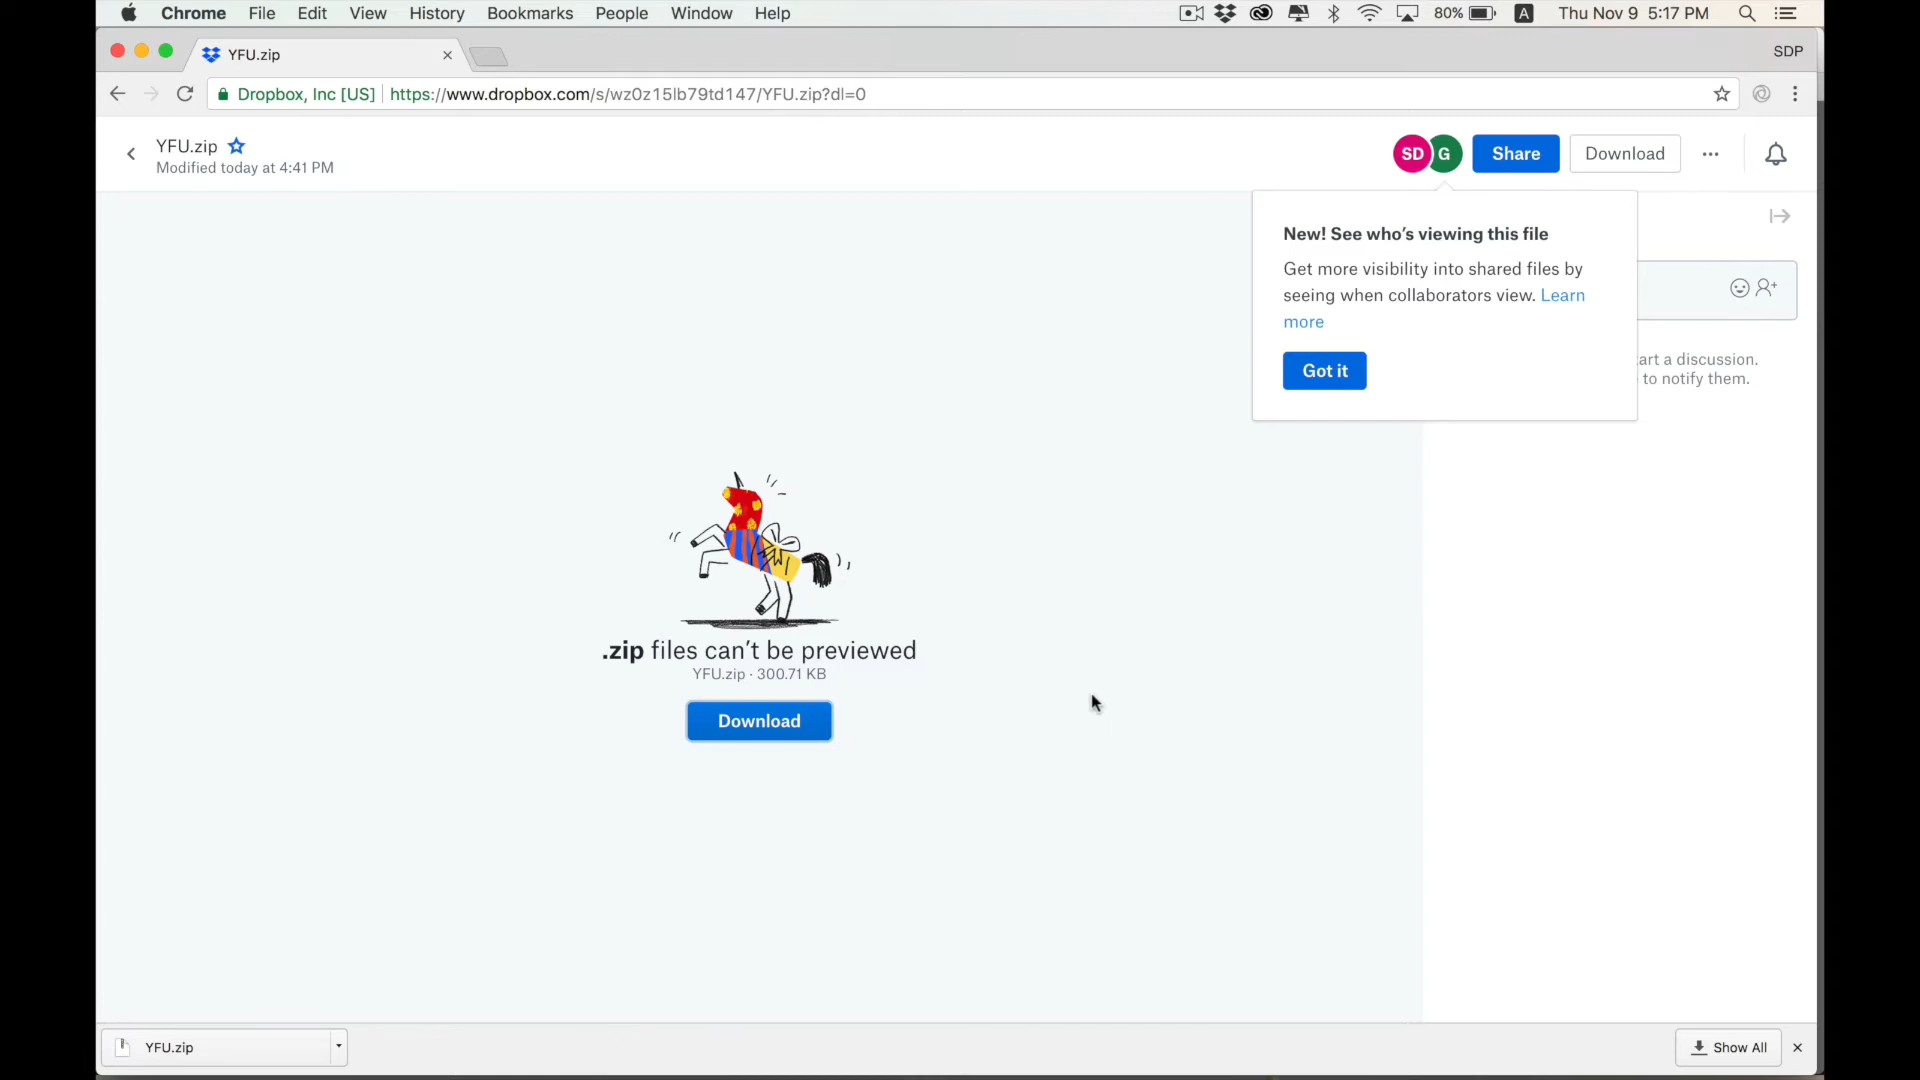 Chrome File Edit View History Bookmarks People Window Help 80% A Thu Nov 9 5:17 PM
YFU.zip SDP
Dropbox, Inc [US] https://www.dropbox.com/s/wz0z15lb79td147/YFU.zip?dl=0
YFU.zip
Modified today at 4:41 PM
SD G Share Download
New! See who's viewing this file
Get more visibility into shared files by
seeing when collaborators view. Learn
more
Got it
art a discussion.
to notify them.
.zip files can't be previewed
YFU.zip · 300.71 KB
Download
YFU.zip Show All